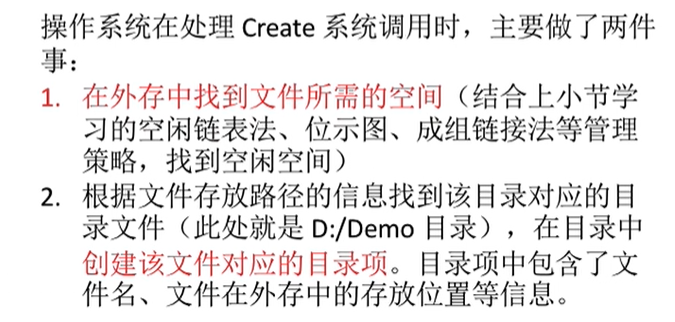 操作系统在处理 Create 系统调用时，主要做了两件
事：
1. 在外存中找到文件所需的空间（结合上小节学
习的空闲链表法、位示图、成组链接法等管理
策略，找到空闲空间）
2. 根据文件存放路径的信息找到该目录对应的目
录文件（此处就是 D:/Demo 目录），在目录中
创建该文件对应的目录项。目录项中包含了文
件名、文件在外存中的存放位置等信息。